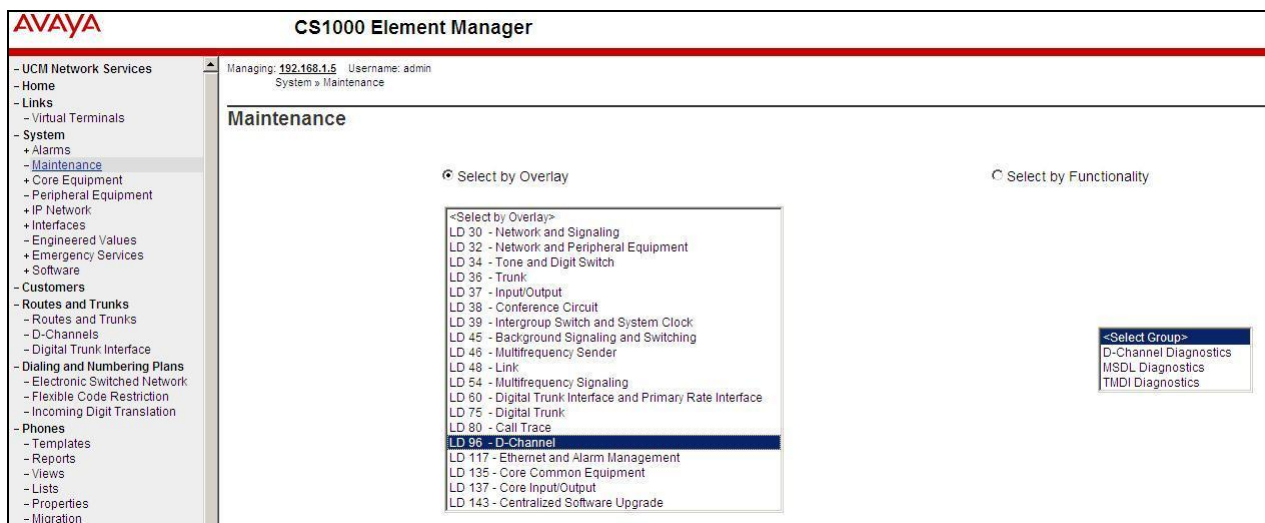 AVAYA
CS1000 Element Manager
- UCM Network Services
- Home
- Links
- Virtual Terminals
- System
+ Alarms
- Maintenance
+ Core Equipment
- Peripheral Equipment
+ IP Network
+ Interfaces
- Engineered Values
+ Emergency Services
+ Software
- Customers
- Routes and Trunks
- Routes and Trunks
- D-Channels
- Digital Trunk Interface
- Dialing and Numbering Plans
- Electronic Switched Network
- Flexible Code Restriction
- Incoming Digit Translation
- Phones
- Templates
- Reports
- Views
- Lists
- Properties
- Migration
Managing: 192.168.1.5 Username: admin
System » Maintenance
Maintenance
Select by Overlay
<Select by Overlay>
LD 30 - Network and Signaling
LD 32 - Network and Peripheral Equipment
LD 34 - Tone and Digit Switch
LD 36 - Trunk
LD 37 - Input/Output
LD 38 - Conference Circuit
LD 39 - Intergroup Switch and System Clock
LD 45 - Background Signaling and Switching
LD 46 - Multifrequency Sender
LD 48 - Link
LD 54 - Multifrequency Signaling
LD 60 - Digital Trunk Interface and Primary Rate Interface
LD 75 - Digital Trunk
LD 80 - Call Trace
LD 96 - D-Channel
LD 117 - Ethernet and Alarm Management
LD 135 - Core Common Equipment
LD 137 - Core Input/Output
LD 143 - Centralized Software Upgrade
Select by Functionality
<Select Group>
D-Channel Diagnostics
MSDL Diagnostics
TMDI Diagnostics